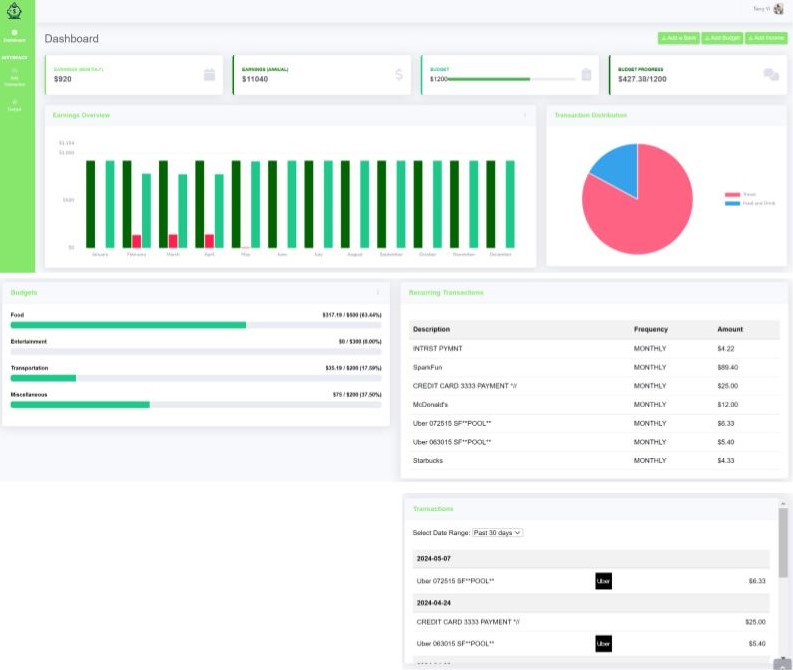 Terry Yi
Dashboard
Add a Bank
Add Budget
Add Income
Dashboard
INTERFACE
EARNINGS (MONTHLY)
$920
EARNINGS (ANNUAL)
$11040
BUDGET
$1200
BUDGET PROGRESS
$427.38/1200
Earnings Overview
$1,000
$0
January February March April May June July August September October November December
Transaction Distribution
Travel
Food and Drink
Budgets
Food $317.19 / $500 (63.44%)
Entertainment $0 / $300 (0.00%)
Transportation $35.19 / $200 (17.59%)
Miscellaneous $75 / $200 (37.50%)
Recurring Transactions
Description Frequency Amount
INTRST PYMNT MONTHLY $4.22
SparkFun MONTHLY $89.40
CREDIT CARD 3333 PAYMENT *// MONTHLY $25.00
McDonald's MONTHLY $12.00
Uber 072515 SF**POOL** MONTHLY $6.33
Uber 063015 SF**POOL** MONTHLY $5.40
Starbucks MONTHLY $4.33
Transactions
Select Date Range: Past 30 days
2024-05-07
Uber 072515 SF**POOL** Uber $6.33
2024-04-24
CREDIT CARD 3333 PAYMENT *// $25.00
Uber 063015 SF**POOL** Uber $5.40